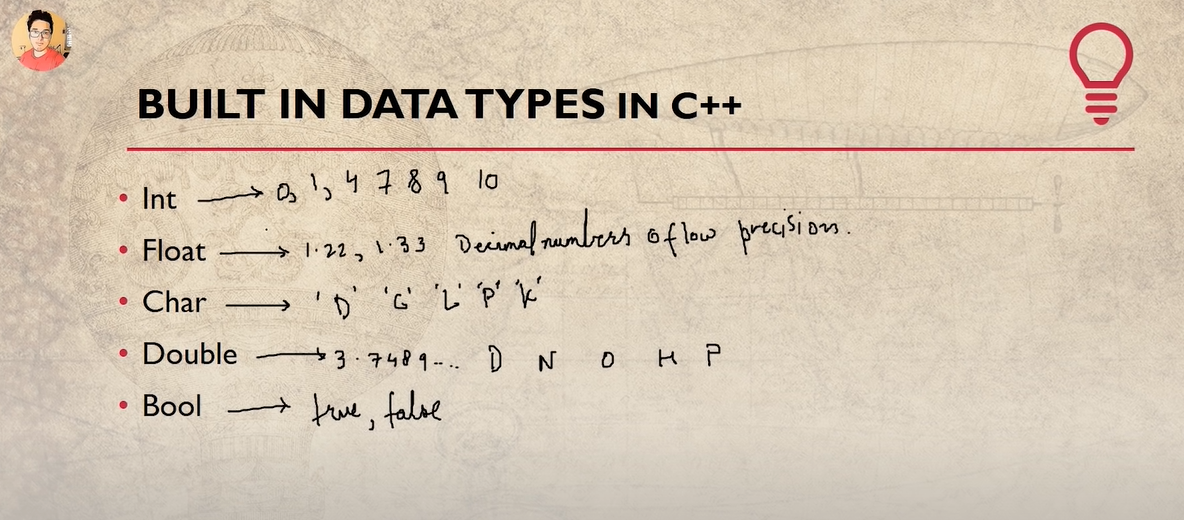 BUILT IN DATA TYPES IN C++
• Int → 0, 1, 4 7 8 9 10
• Float → 1.22, 1.33 Decimal numbers of low precision.
• Char → 'D' 'G' 'L' 'P' 'K'
• Double → 3.7489..... D N O H P
• Bool → true, false